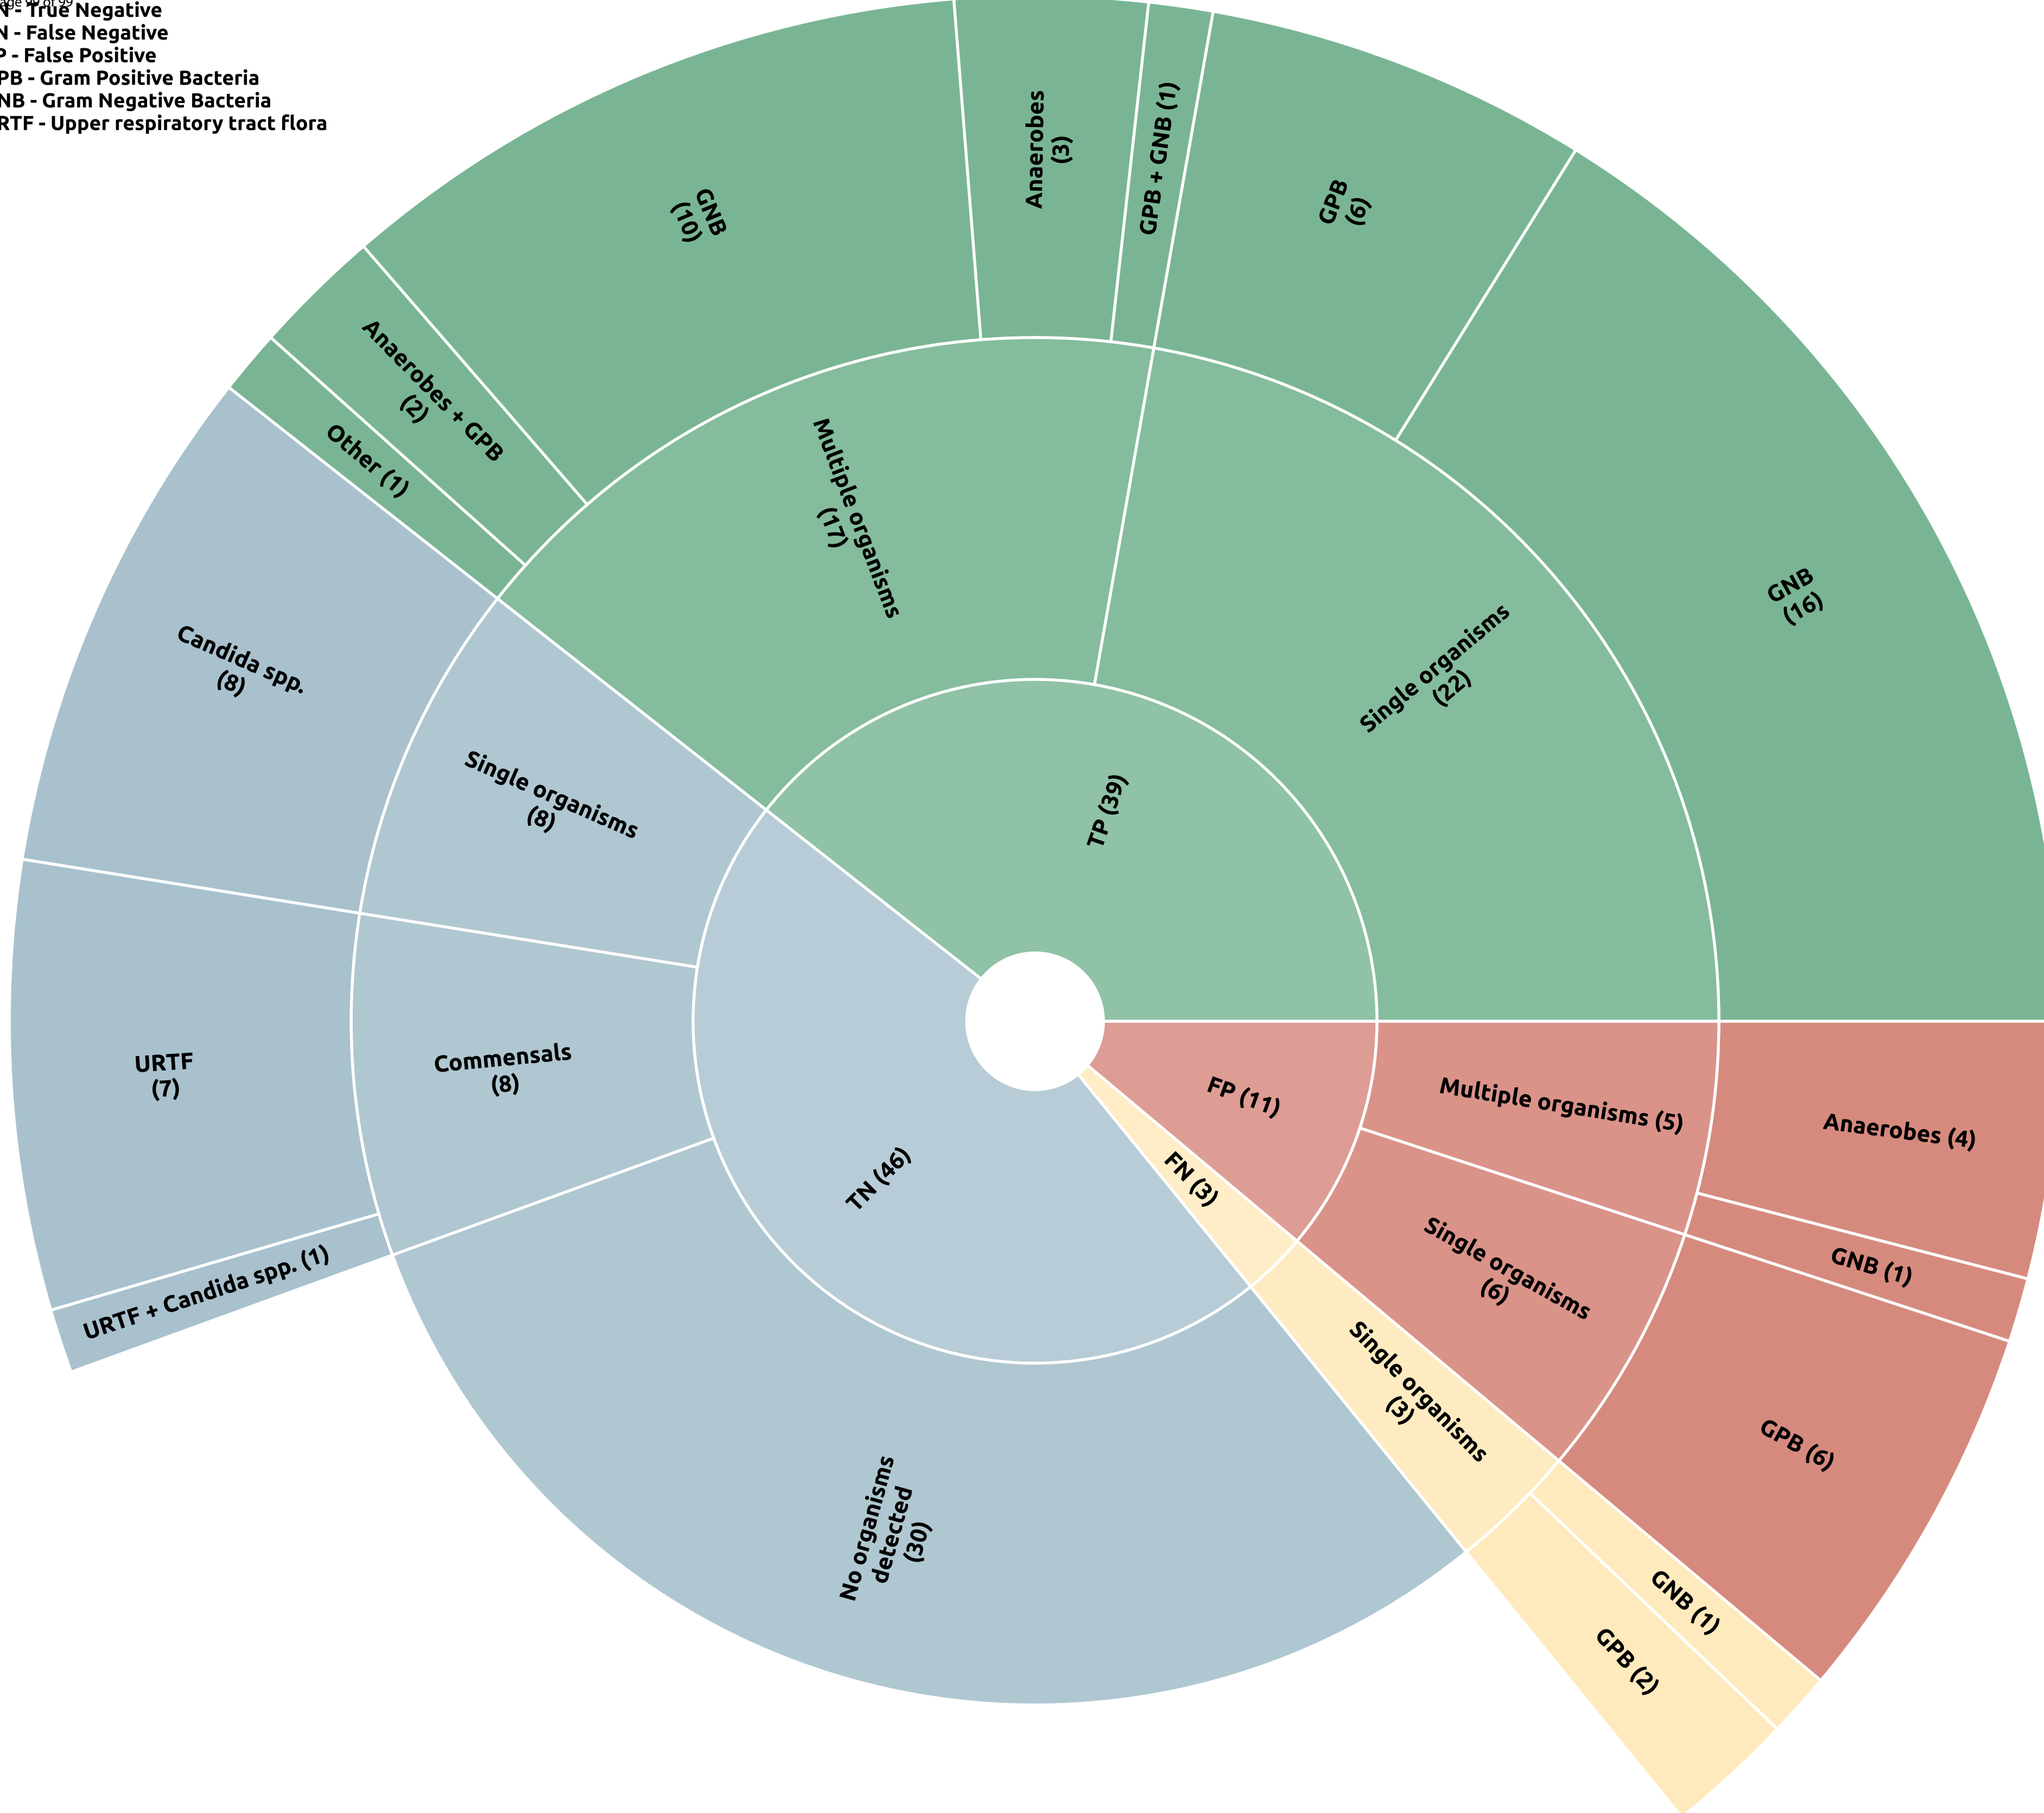 age 99 of 99
N - True Negative
N - False Negative
P - False Positive
PB - Gram Positive Bacteria
NB - Gram Negative Bacteria
RTF - Upper respiratory tract flora
Anaerobes
(3)
GPB + GNB (1)
GPB
(6)
GNB
(10)
GNB
(16)
Anaerobes + GPB
(2)
Other (1)
Multiple organisms
(17)
Single organisms
(22)
Candida spp.
(8)
Single organisms
(8)
TP (39)
URTF
(7)
Commensals
(8)
URTF + Candida spp. (1)
TN (46)
FN (3)
FP (11)
Multiple organisms (5)
Anaerobes (4)
GNB (1)
Single organisms
(6)
GPB (6)
Single organisms
(3)
GNB (1)
GPB (2)
No organisms
detected
(30)